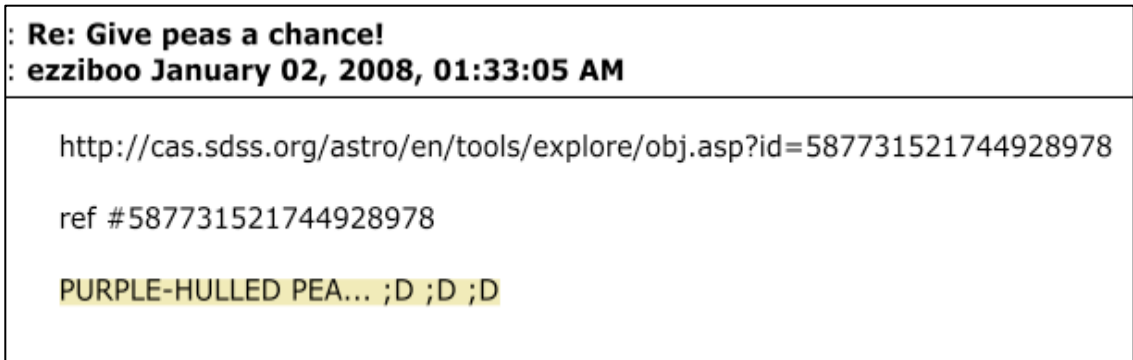 : Re: Give peas a chance!
: ezziboo January 02, 2008, 01:33:05 AM
http://cas.sdss.org/astro/en/tools/explore/obj.asp?id=587731521744928978
ref #587731521744928978
PURPLE-HULLED PEA... ;D ;D ;D